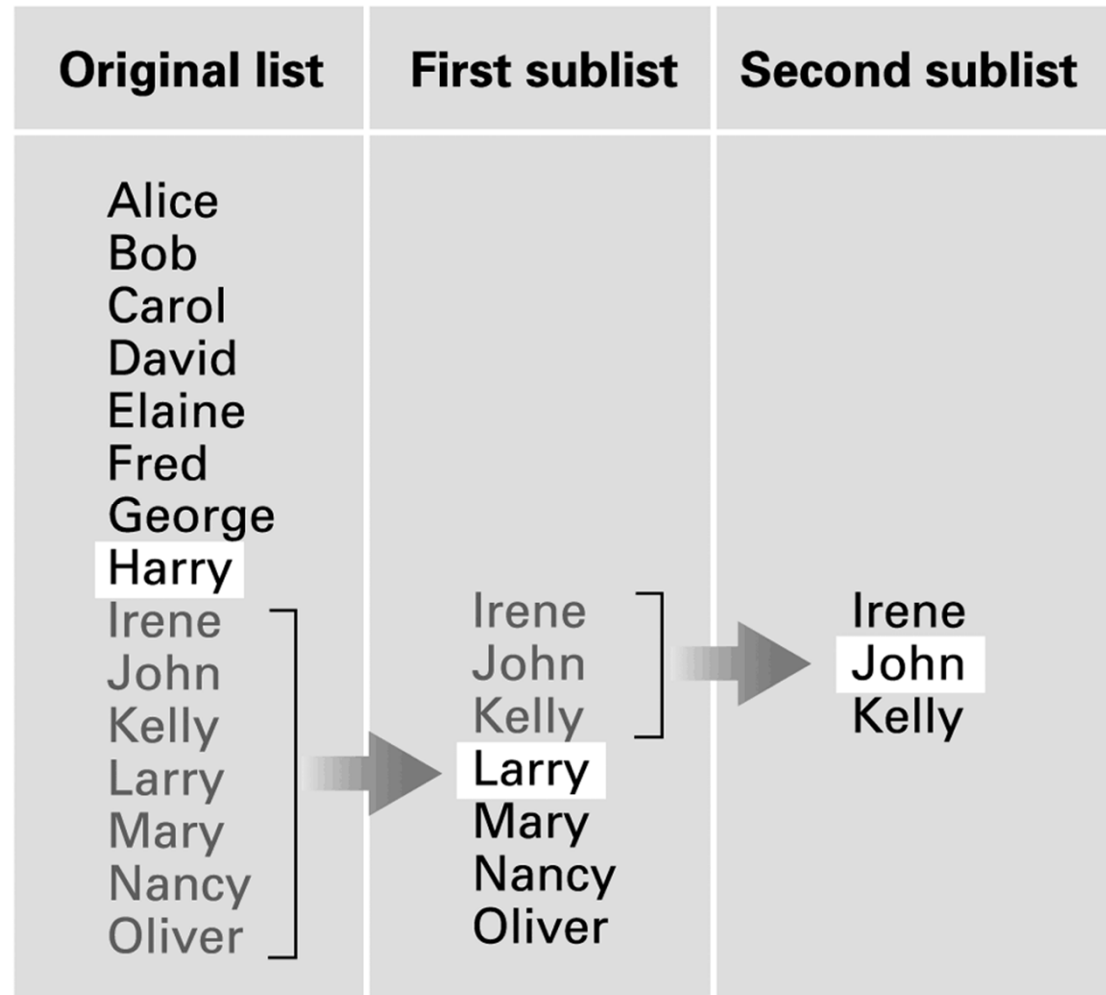 Original list
First sublist
Second sublist
Alice
Bob
Carol
David
Elaine
Fred
George
Harry
Irene
John
Kelly
Larry
Mary
Nancy
Oliver
Irene
John
Kelly
Larry
Mary
Nancy
Oliver
Irene
John
Kelly